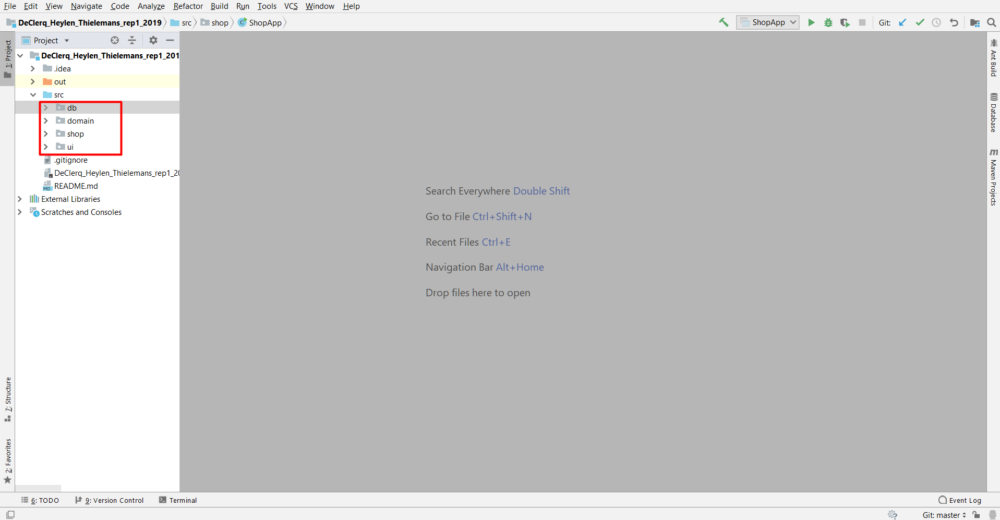 File Edit View Navigate Code Analyze Refactor Build Run Tools VCS Window Help
DeClerq_Heylen_Thielemans_rep1_2019 src shop ShopApp
ShopApp Git:
Project
DeClerq_Heylen_Thielemans_rep1_201
.idea
out
src
db
domain
shop
ui
.gitignore
DeClerq_Heylen_Thielemans_rep1_20
MD README.md
External Libraries
Scratches and Consoles
1: Project
7: Structure
2: Favorites
Search Everywhere Double Shift
Go to File Ctrl+Shift+N
Recent Files Ctrl+E
Navigation Bar Alt+Home
Drop files here to open
Ant Build
Database
m Maven Projects
6: TODO 9: Version Control Terminal Event Log
Git: master